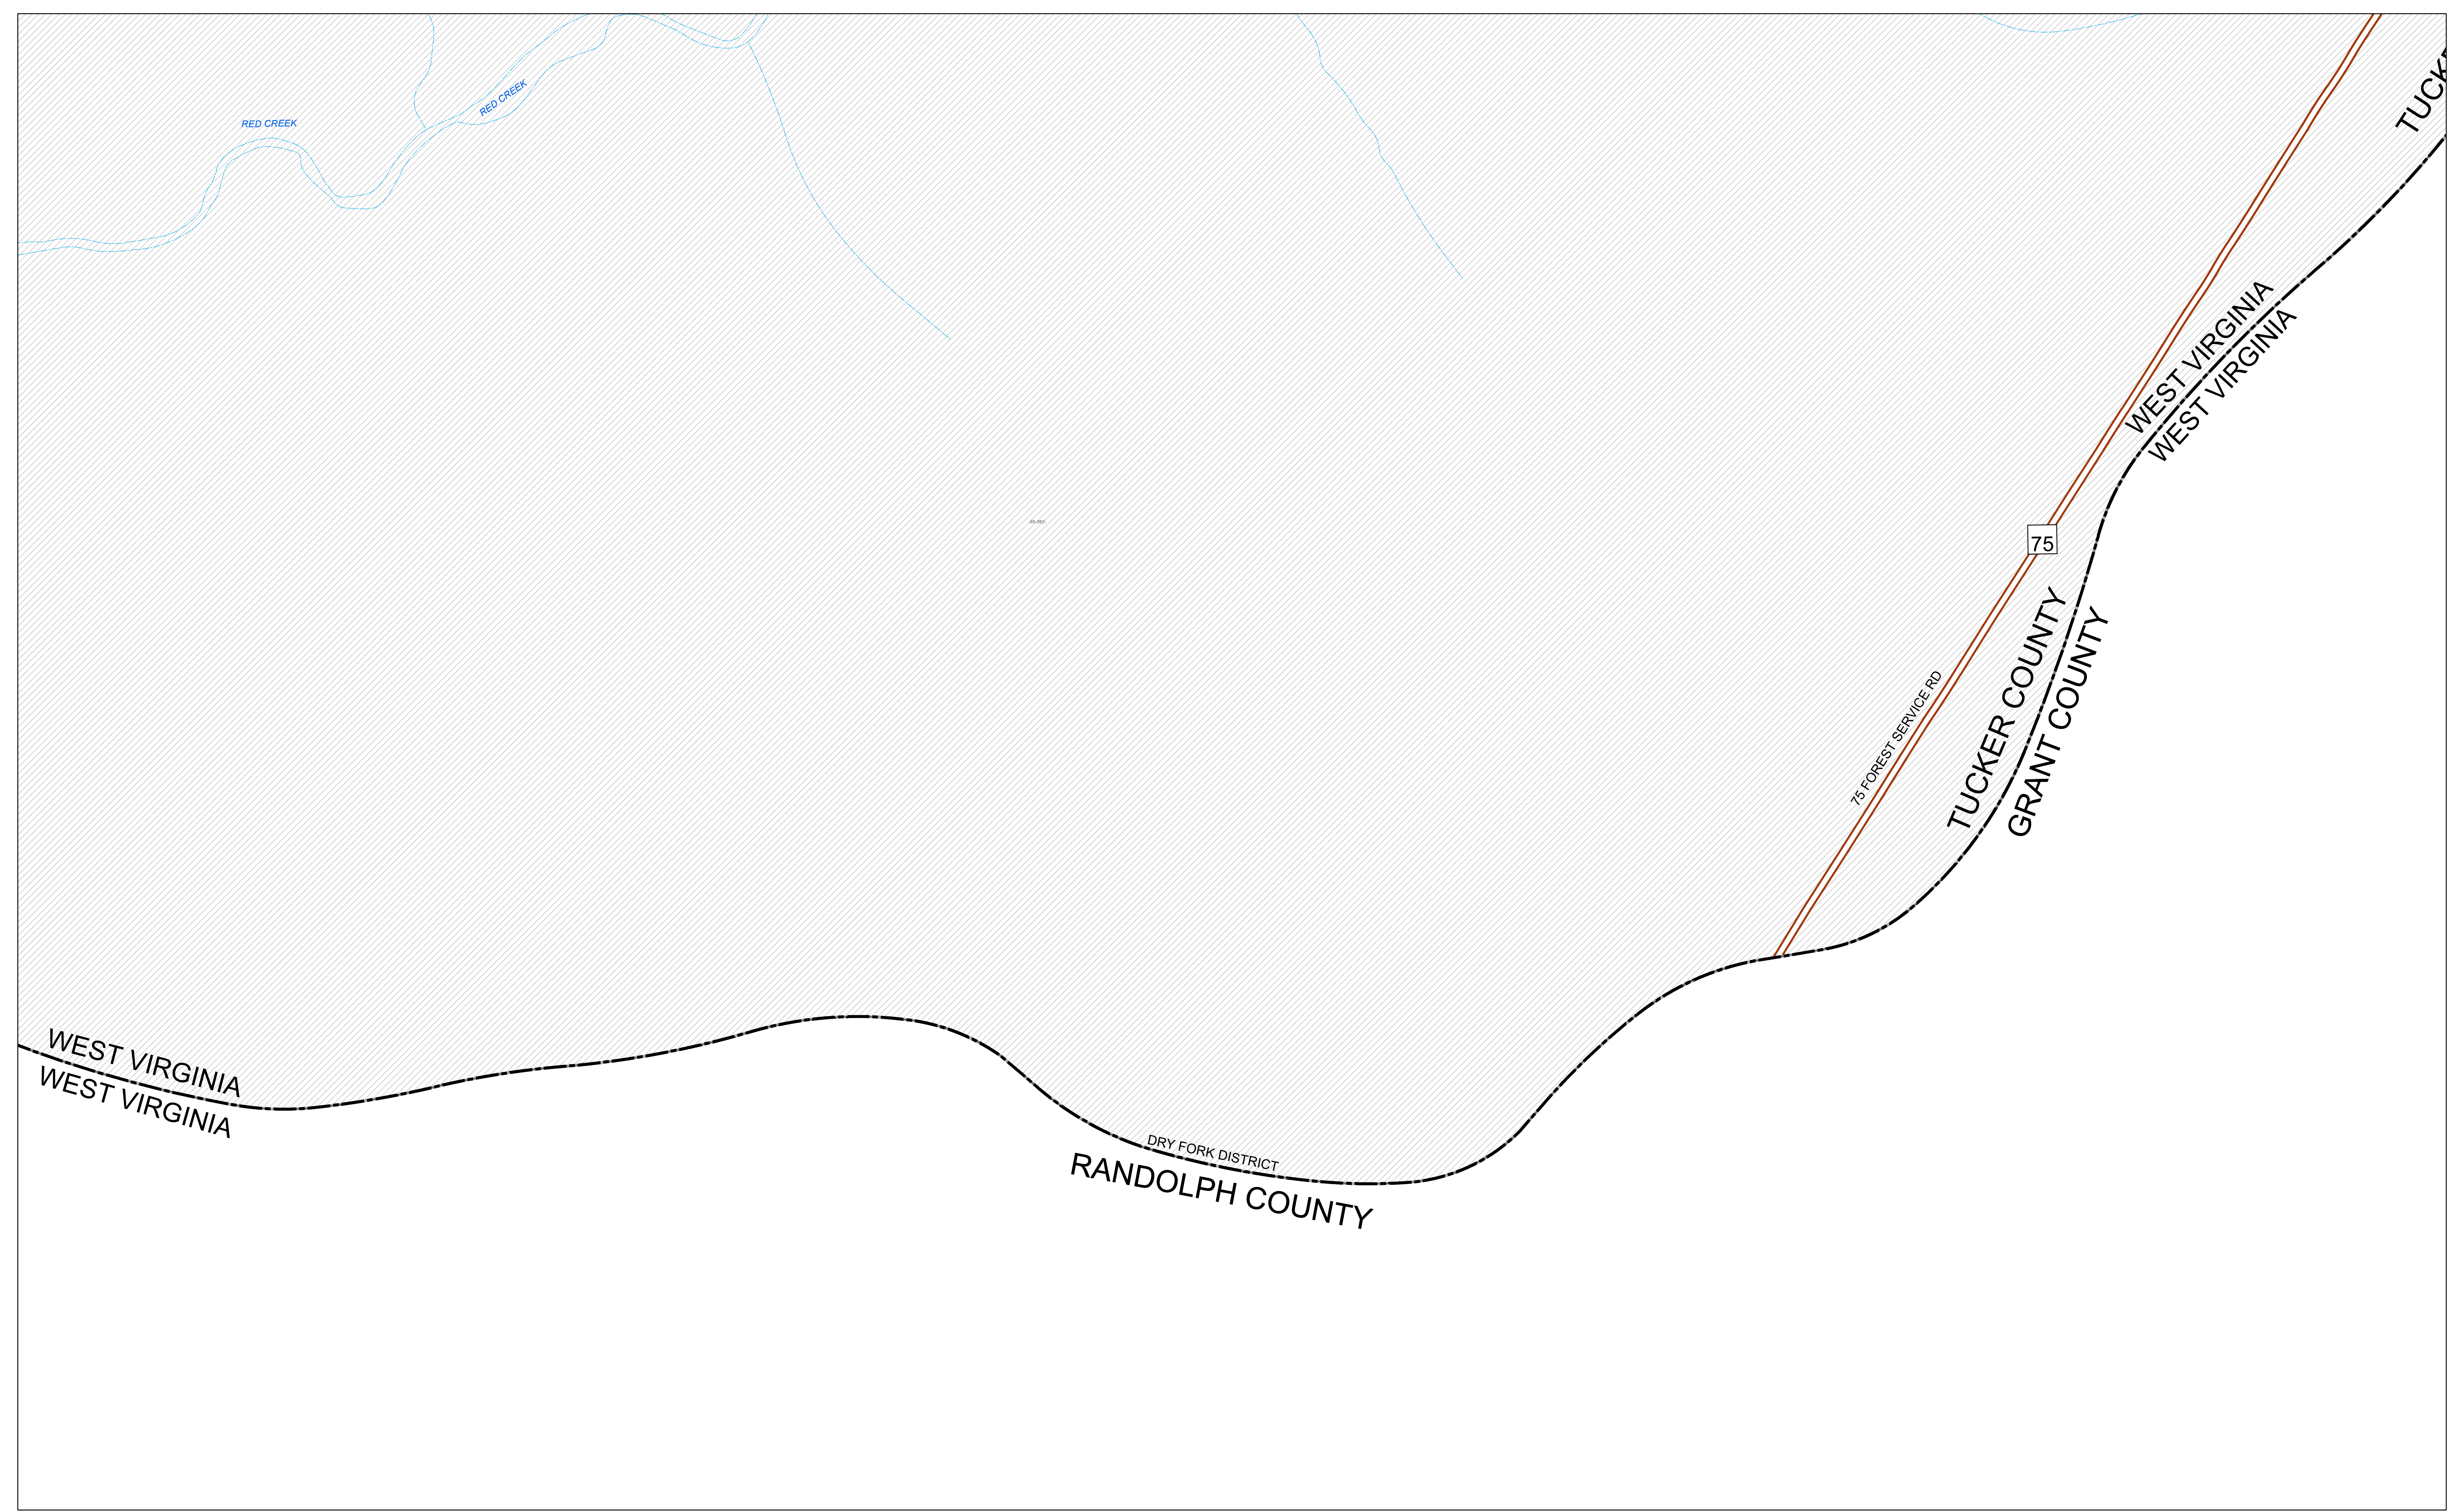 TUCKE
RED CREEK
RED CREEK
WEST VIRGINIA
WEST VIRGINIA
75
TUCKER COUNTY
GRANT COUNTY
75 FOREST SERVICE RD
WEST VIRGINIA
WEST VIRGINIA
DRY FORK DISTRICT
RANDOLPH COUNTY